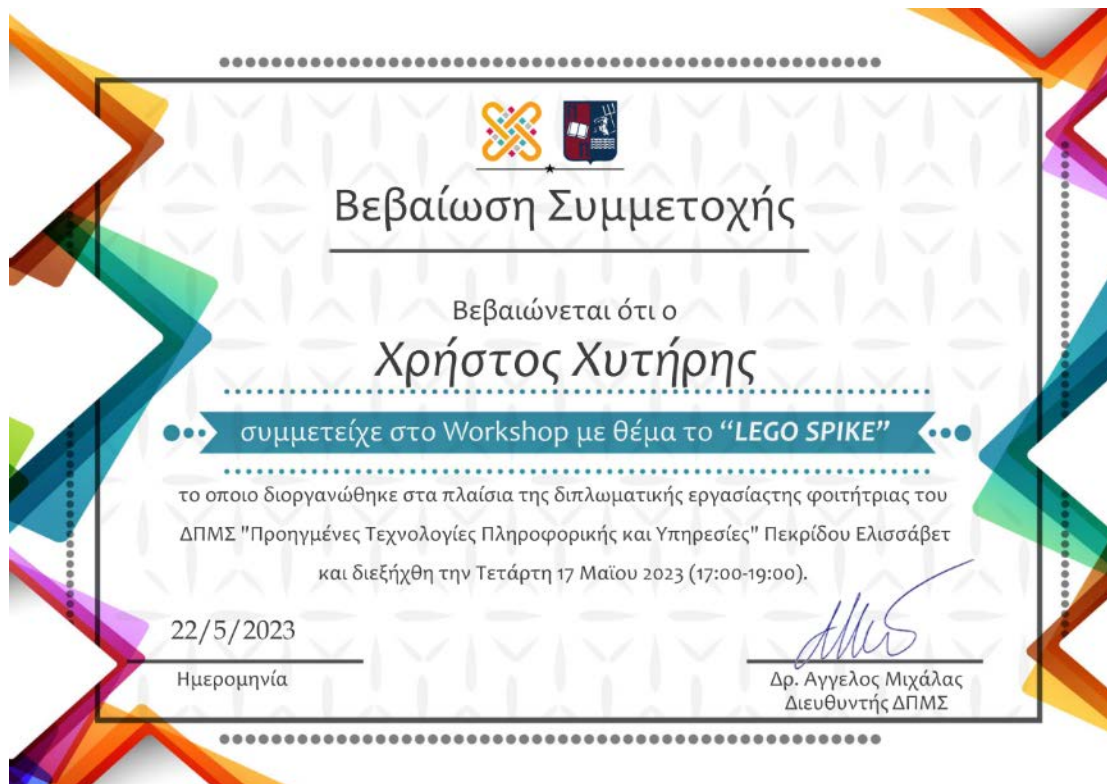 Βεβαίωση Συμμετοχής
Βεβαιώνεται ότι ο
Χρήστος Χυτήρης
συμμετείχε στο Workshop με θέμα το “LEGO SPIKE”
το οποιο διοργανώθηκε στα πλαίσια της διπλωματικής εργασίαςτης φοιτήτριας του
ΔΠΜΣ "Προηγμένες Τεχνολογίες Πληροφορικής και Υπηρεσίες" Πεκρίδου Ελισσάβετ
και διεξήχθη την Τετάρτη 17 Μαϊου 2023 (17:00-19:00).
22/5/2023
Ημερομηνία
Δρ. Αγγελος Μιχάλας
Διευθυντής ΔΠΜΣ